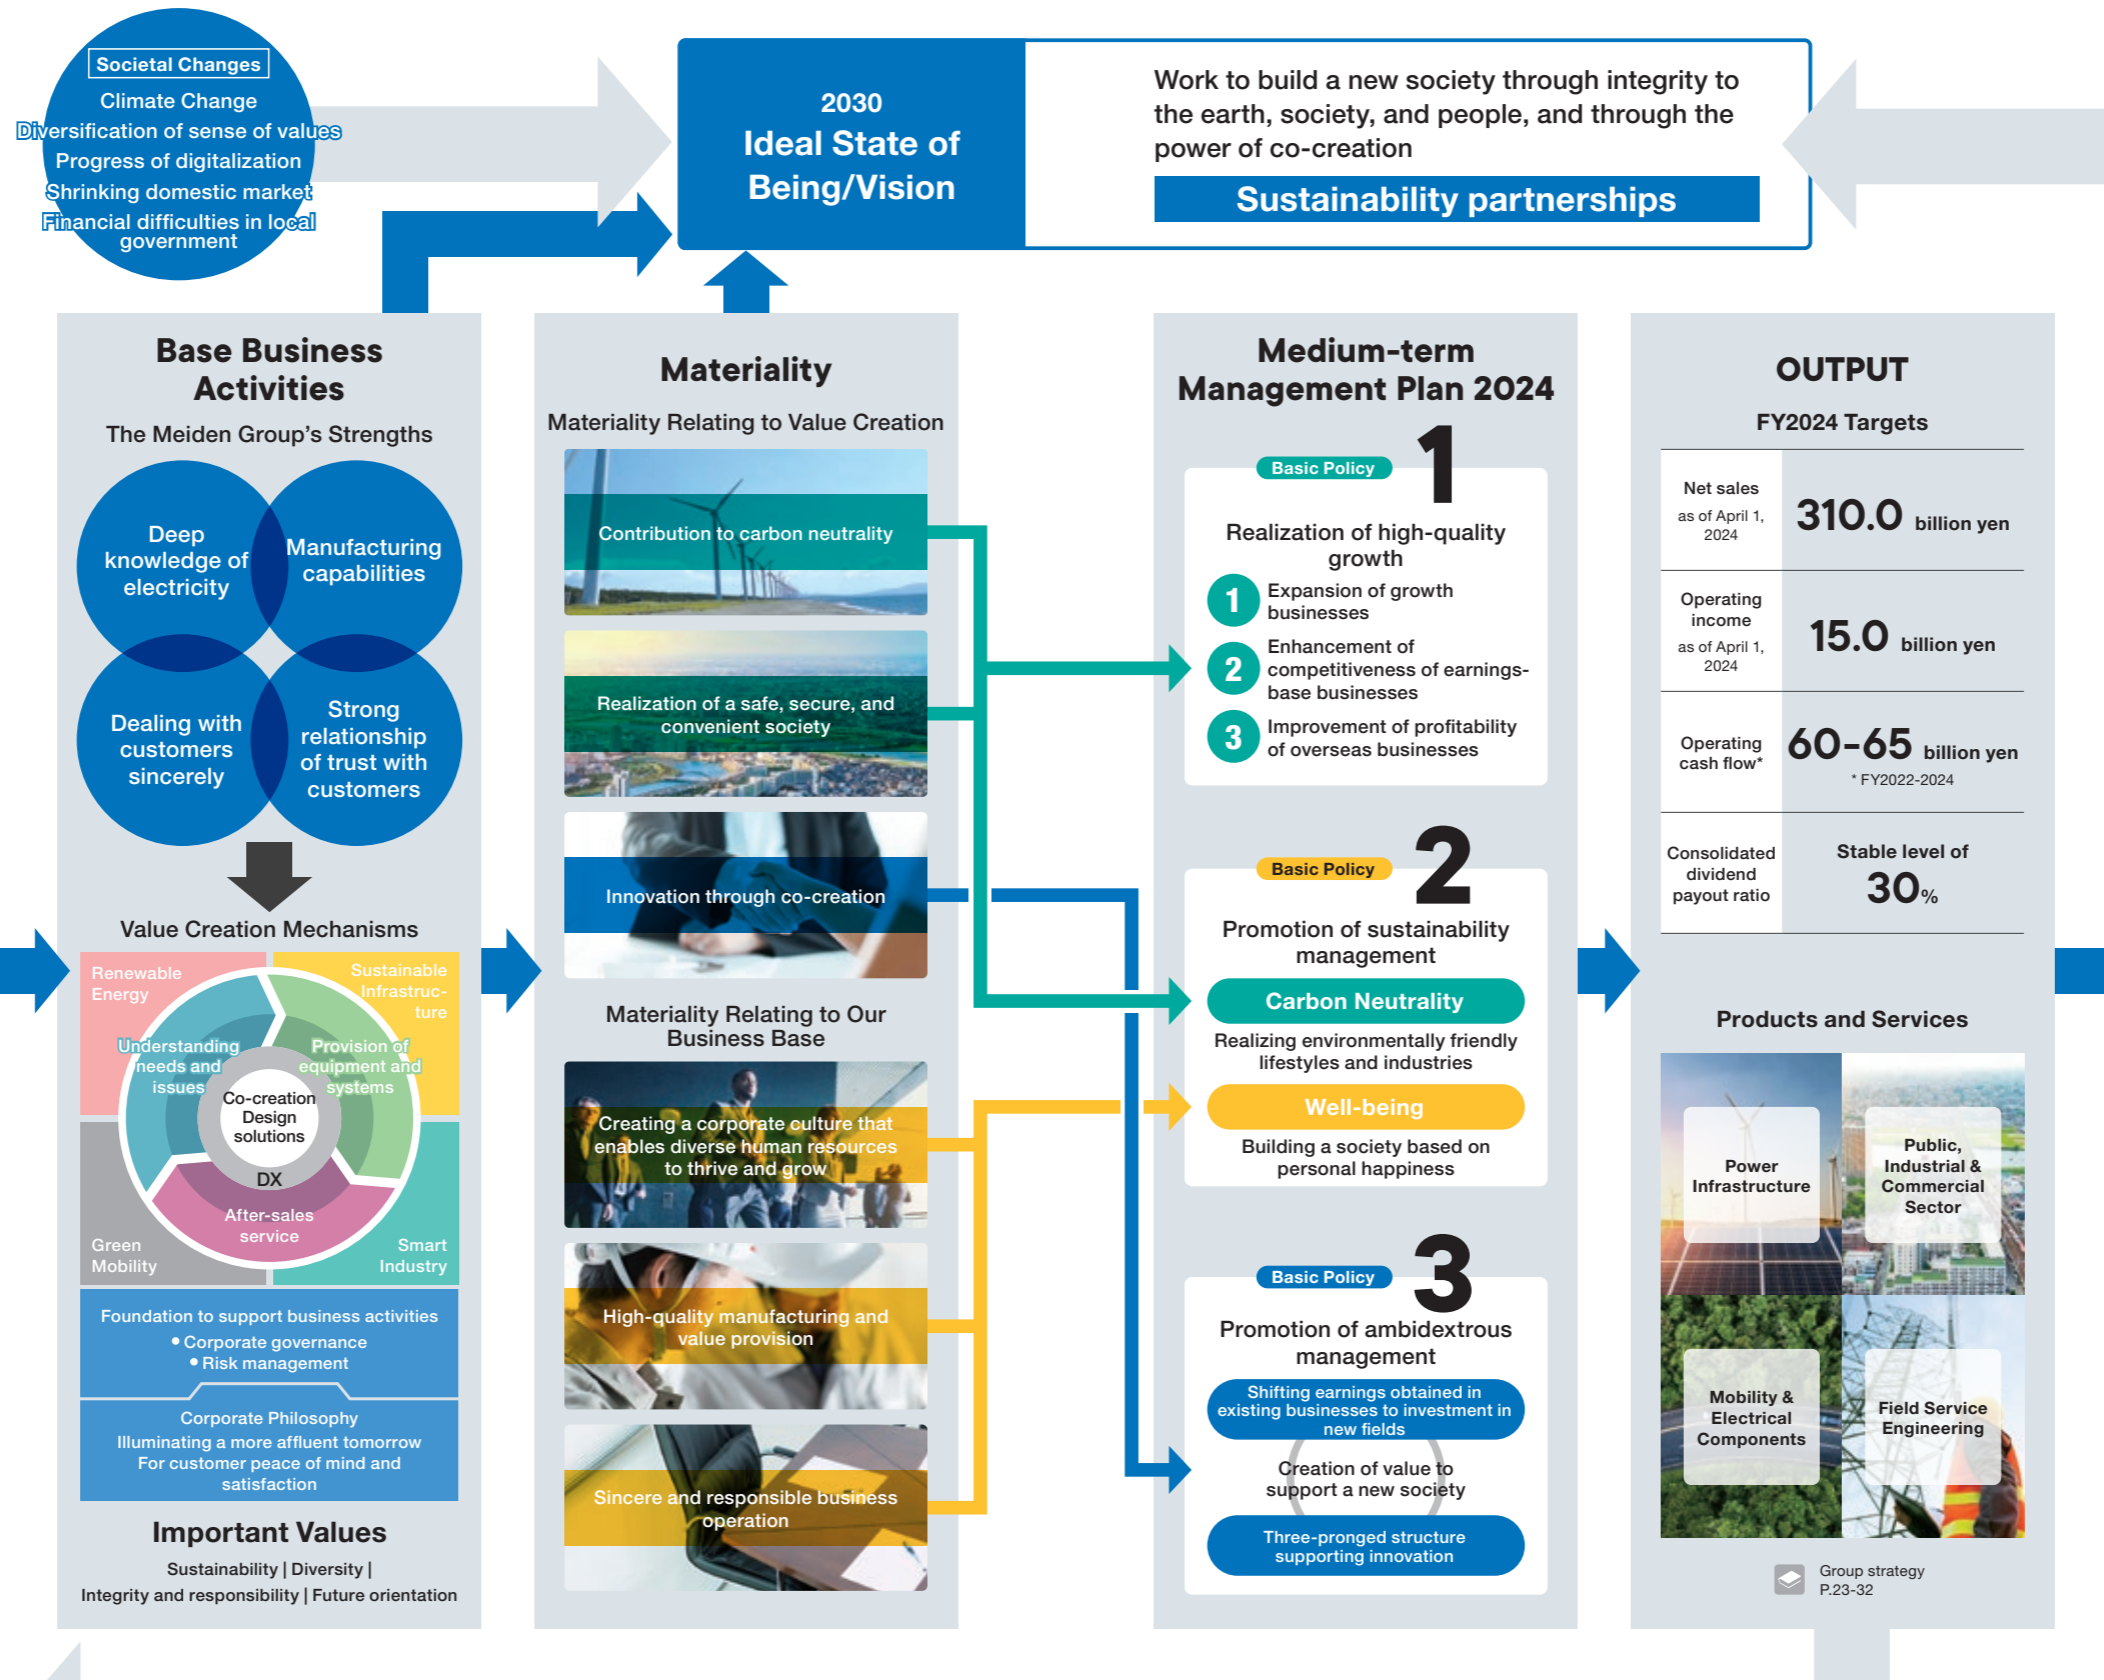 Societal Changes
Climate Change
Diversification of sense of values
Progress of digitalization
Shrinking domestic market
Financial difficulties in local
government
2030
Ideal State of
Being/Vision
Work to build a new society through integrity to
the earth, society, and people, and through the
power of co-creation
Sustainability partnerships
Base Business
Activities
The Meiden Group's Strengths
Deep
knowledge of
electricity
Manufacturing
capabilities
Dealing with
customers
sincerely
Strong
relationship
of trust with
customers
Value Creation Mechanisms
Renewable
Energy
Sustainable
Infrastruc-
ture
Understanding
needs and
issues
Provision of
equipment and
systems
Co-creation
Design
solutions
DX
After-sales
service
Green
Mobility
Smart
Industry
Foundation to support business activities
• Corporate governance
• Risk management
Corporate Philosophy
Illuminating a more affluent tomorrow
For customer peace of mind and
satisfaction
Important Values
Sustainability | Diversity |
Integrity and responsibility | Future orientation
Materiality
Materiality Relating to Value Creation
Contribution to carbon neutrality
Realization of a safe, secure, and
convenient society
Innovation through co-creation
Materiality Relating to Our
Business Base
Creating a corporate culture that
enables diverse human resources
to thrive and grow
High-quality manufacturing and
value provision
Sincere and responsible business
operation
Medium-term
Management Plan 2024
Basic Policy 1
Realization of high-quality
growth
1 Expansion of growth
businesses
2 Enhancement of
competitiveness of earnings-
base businesses
3 Improvement of profitability
of overseas businesses
Basic Policy 2
Promotion of sustainability
management
Carbon Neutrality
Realizing environmentally friendly
lifestyles and industries
Well-being
Building a society based on
personal happiness
Basic Policy 3
Promotion of ambidextrous
management
Shifting earnings obtained in
existing businesses to investment in
new fields
Creation of value to
support a new society
Three-pronged structure
supporting innovation
OUTPUT
FY2024 Targets
Net sales
as of April 1,
2024
310.0 billion yen
Operating
income
as of April 1,
2024
15.0 billion yen
Operating
cash flow*
60-65 billion yen
* FY2022-2024
Consolidated
dividend
payout ratio
Stable level of
30%
Products and Services
Power
Infrastructure
Public,
Industrial &
Commercial
Sector
Mobility &
Electrical
Components
Field Service
Engineering
Group strategy
P.23-32